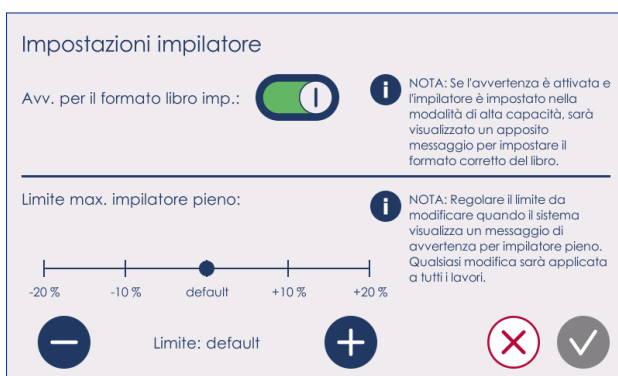 Impostazioni impilatore
Avv. per il formato libro imp.:
NOTA: Se l'avvertenza è attivata e
l'impilatore è impostato nella
modalità di alta capacità, sarà
visualizzato un apposito
messaggio per impostare il
formato corretto del libro.
Limite max. impilatore pieno:
NOTA: Regolare il limite da
modificare quando il sistema
visualizza un messaggio di
avvertenza per impilatore pieno.
Qualsiasi modifica sarà applicata
a tutti i lavori.
-20 % -10 % default +10 % +20 %
Limite: default